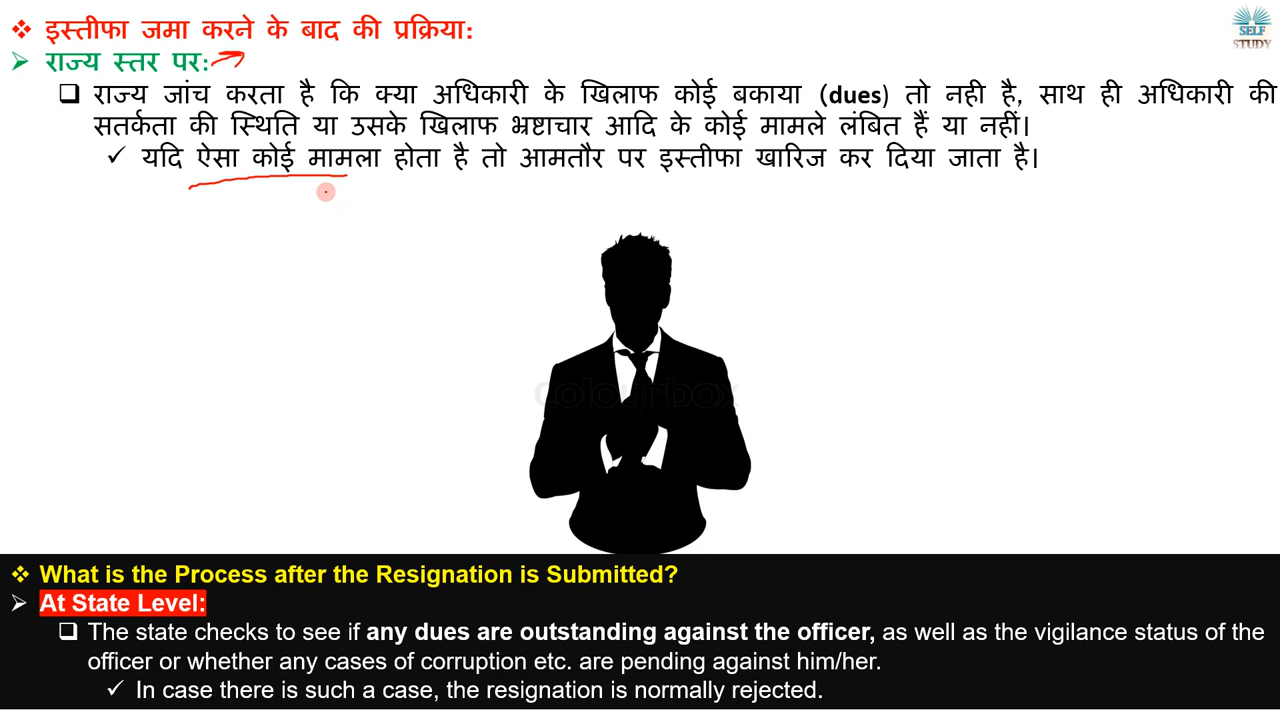 ❖ इस्तीफा जमा करने के बाद की प्रक्रिया:
SELF
STUDY
➢ राज्य स्तर पर:
❑ राज्य जांच करता है कि क्या अधिकारी के खिलाफ कोई बकाया (dues) तो नही है, साथ ही अधिकारी की
सतर्कता की स्थिति या उसके खिलाफ भ्रष्टाचार आदि के कोई मामले लंबित हैं या नहीं।
✓ यदि ऐसा कोई मामला होता है तो आमतौर पर इस्तीफा खारिज कर दिया जाता है।
colourbox
❖ What is the Process after the Resignation is Submitted?
➢ At State Level:
❑ The state checks to see if any dues are outstanding against the officer, as well as the vigilance status of the
officer or whether any cases of corruption etc. are pending against him/her.
✓ In case there is such a case, the resignation is normally rejected.